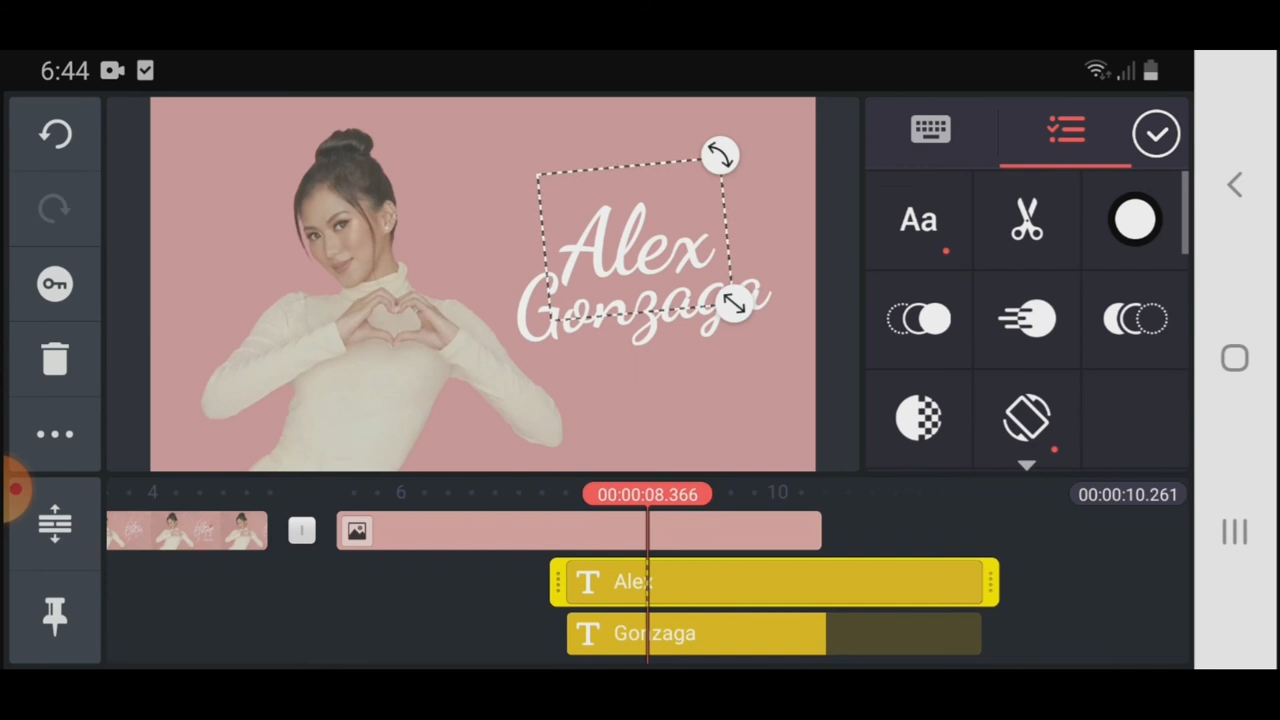 6:44
Alex
Gonzaga
Aa
4
6
00:00:08.366
10
00:00:10.261
T Alex
T Gonzaga